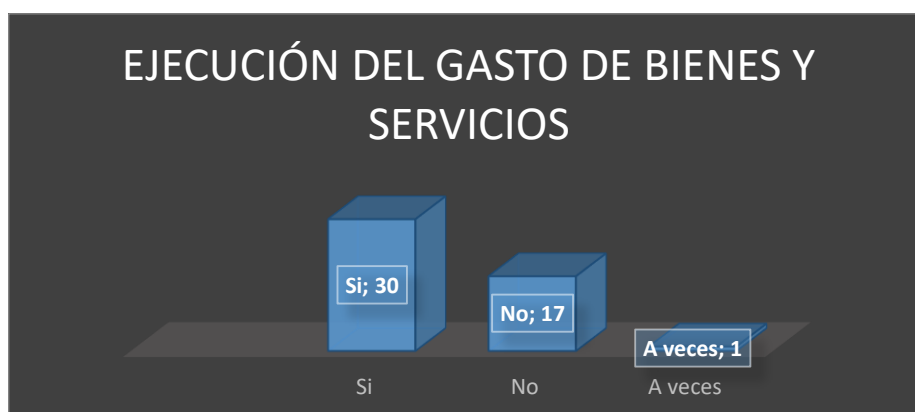 EJECUCIÓN DEL GASTO DE BIENES Y
SERVICIOS
Si; 30
No; 17
A veces; 1
Si
No
A veces